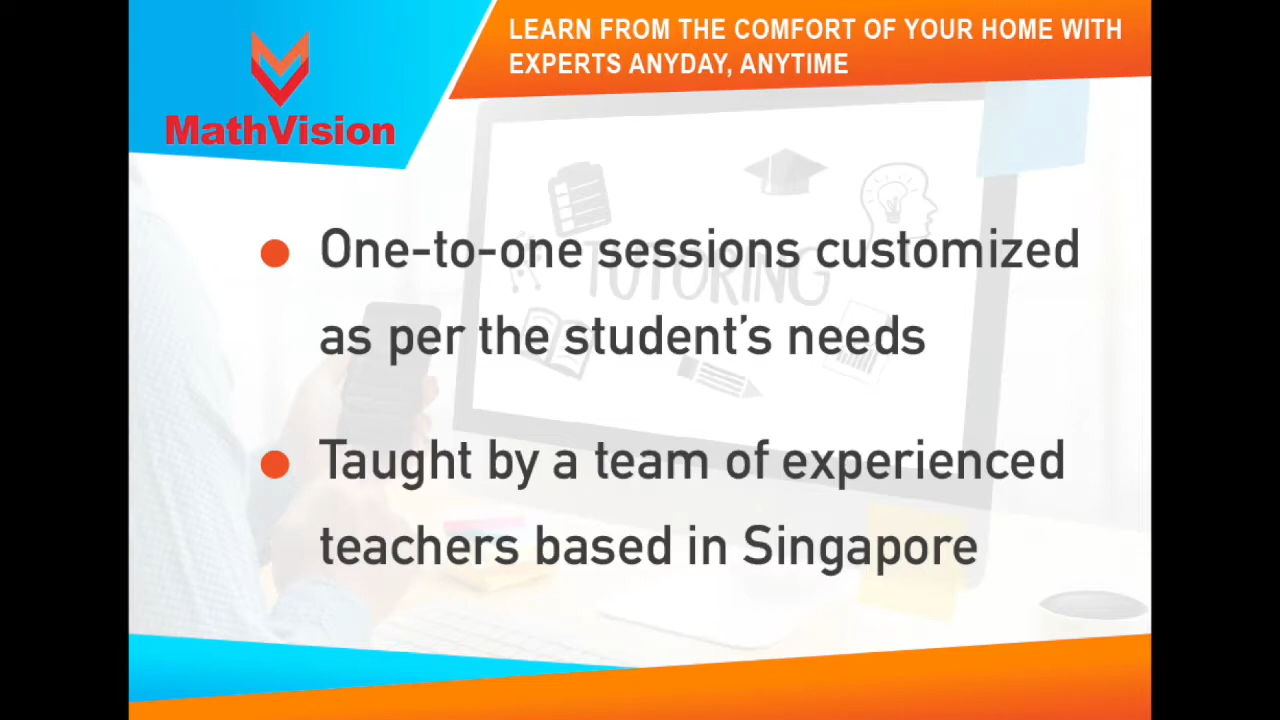 MathVision
LEARN FROM THE COMFORT OF YOUR HOME WITH
EXPERTS ANYDAY, ANYTIME
TUTORING
One-to-one sessions customized
as per the student’s needs
Taught by a team of experienced
teachers based in Singapore